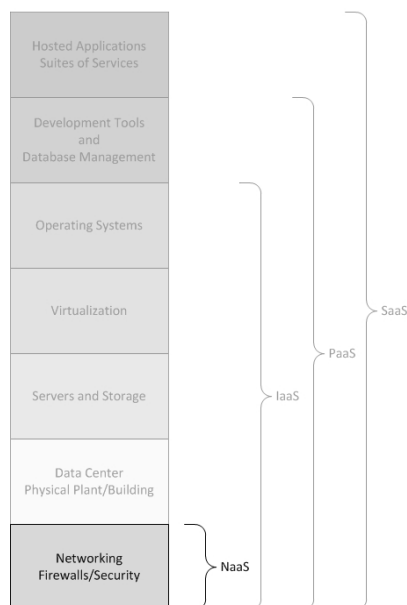 Hosted Applications
Suites of Services
Development Tools
and
Database Management
Operating Systems
Virtualization
SaaS
PaaS
Servers and Storage
IaaS
Data Center
Physical Plant/Building
Networking
Firewalls/Security
NaaS